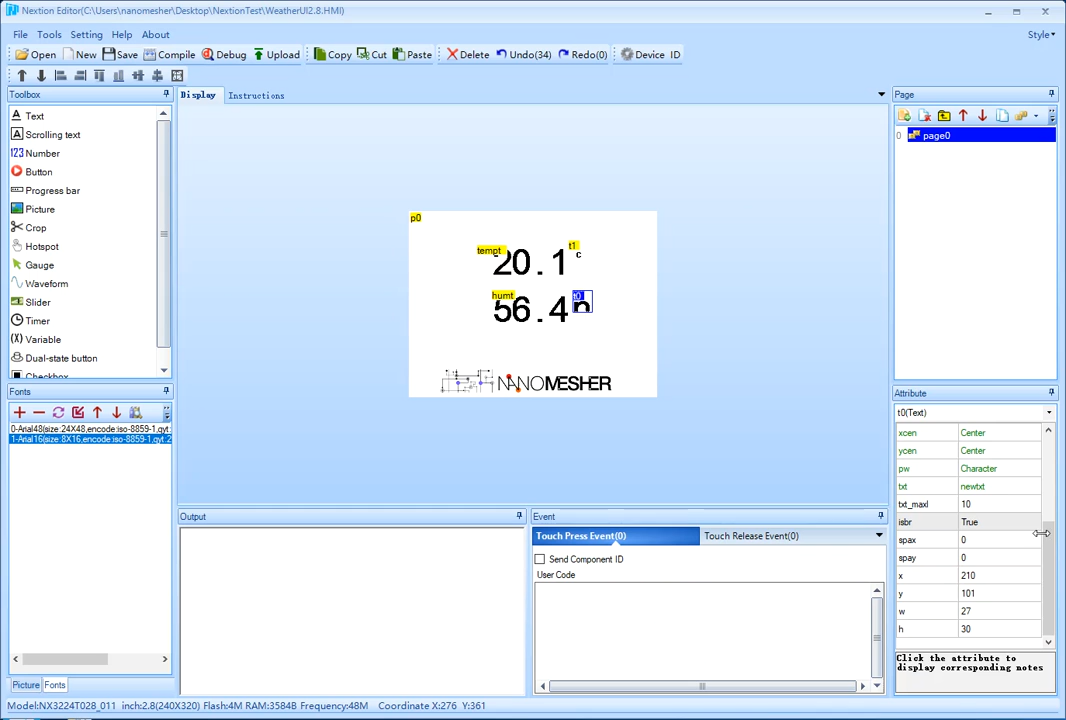 Nextion Editor(C:\Users\nanomesher\Desktop\NextionTest\WeatherUI2.8.HMI)
File Tools Setting Help About Style
Open New Save Compile Debug Upload Copy Cut Paste Delete Undo(34) Redo(0) Device ID
Toolbox
Text
Scrolling text
123 Number
Button
Progress bar
Picture
Crop
Hotspot
Gauge
Waveform
Slider
Timer
(X) Variable
Dual-state button
Checkbox
Fonts
0-Arial48(size:24X48,encode:iso-8859-1,qyt:
1-Arial16(size:8X16,encode:iso-8859-1,qyt:2
Picture Fonts
Display Instructions
p0
tempt t1
20.1 c
humt t0
56.4n
NANOMESHER
Output
Event
Touch Press Event(0) Touch Release Event(0)
Send Component ID
User Code
Page
0 page0
Attribute
t0(Text)
xcen Center
ycen Center
pw Character
txt newtxt
txt_maxl 10
isbr True
spax 0
spay 0
x 210
y 101
w 27
h 30
Click the attribute to
display corresponding notes
Model:NX3224T028_011 inch:2.8(240X320) Flash:4M RAM:3584B Frequency:48M Coordinate X:276 Y:361